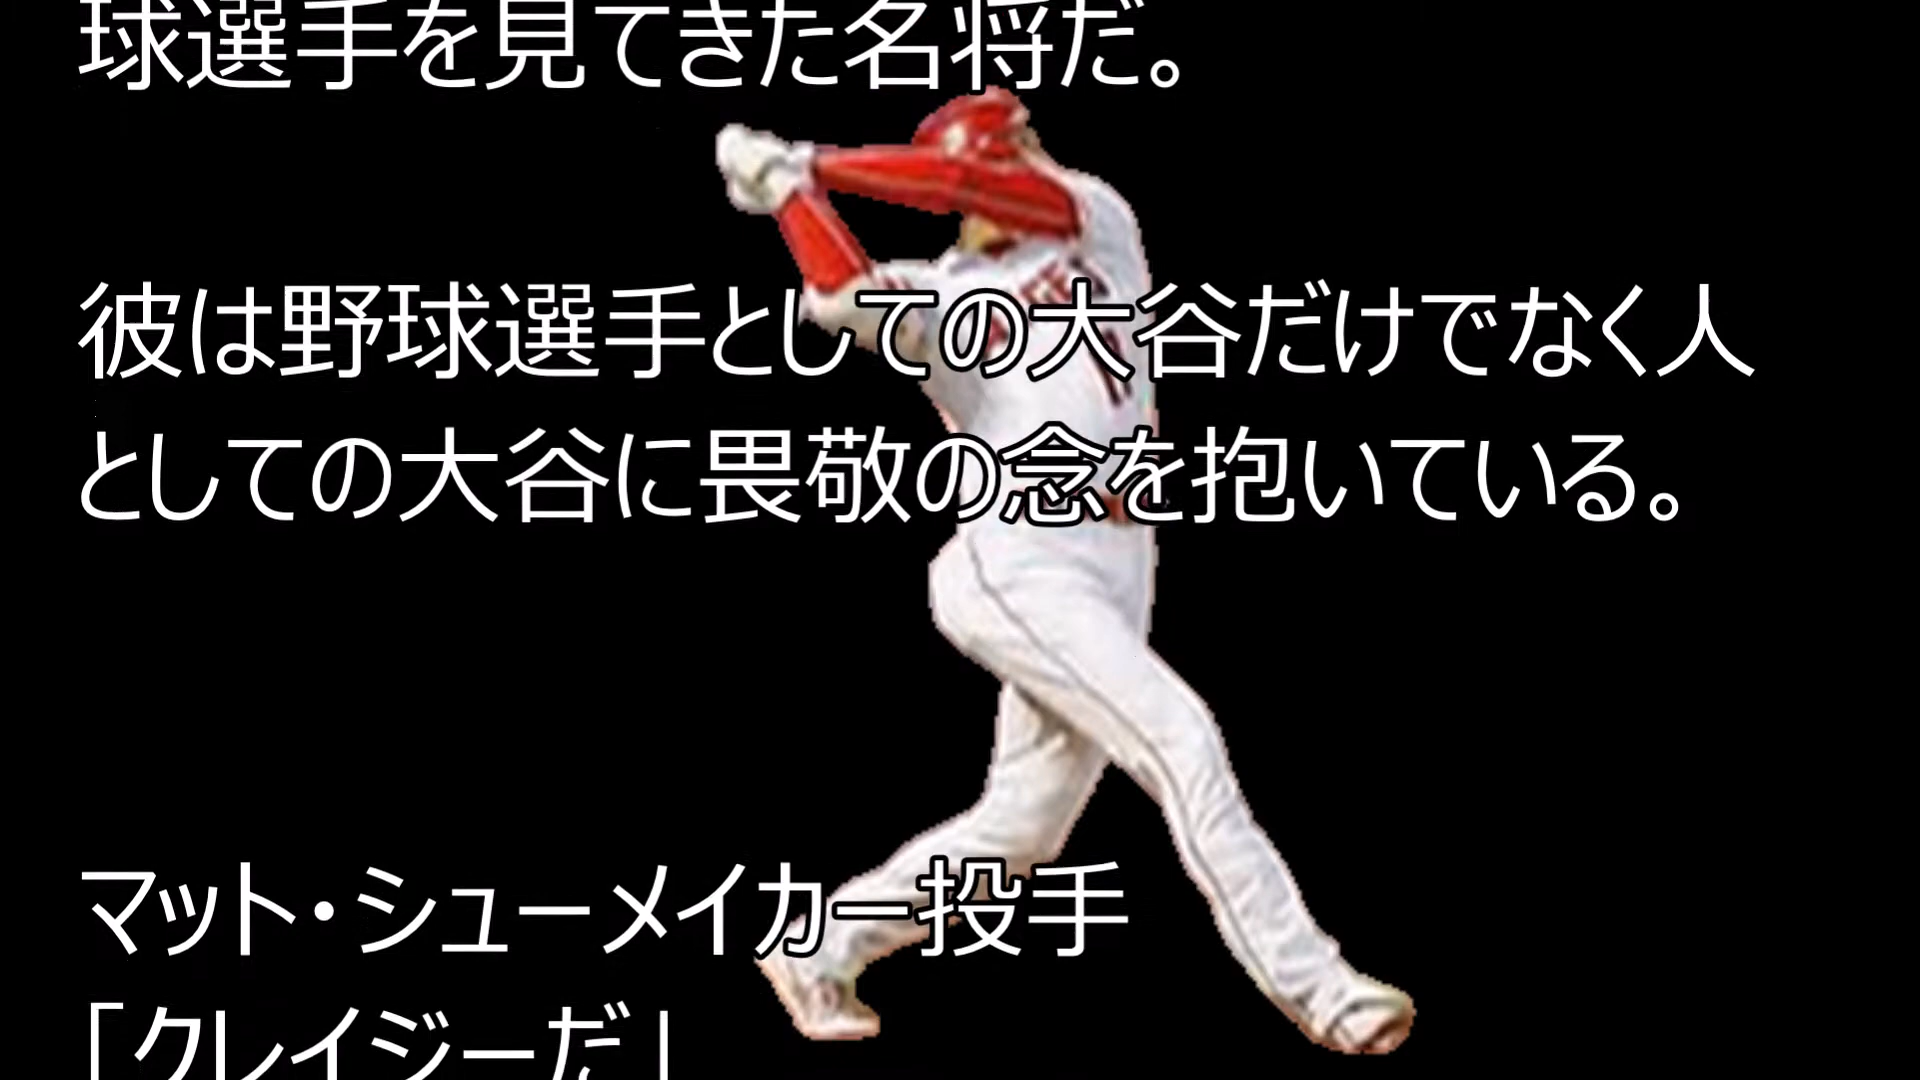 球選手を見てきた名将だ。
彼は野球選手としての大谷だけでなく人
としての大谷に畏敬の念を抱いている。
マット・シューメイカー投手
「クレイジーだ」